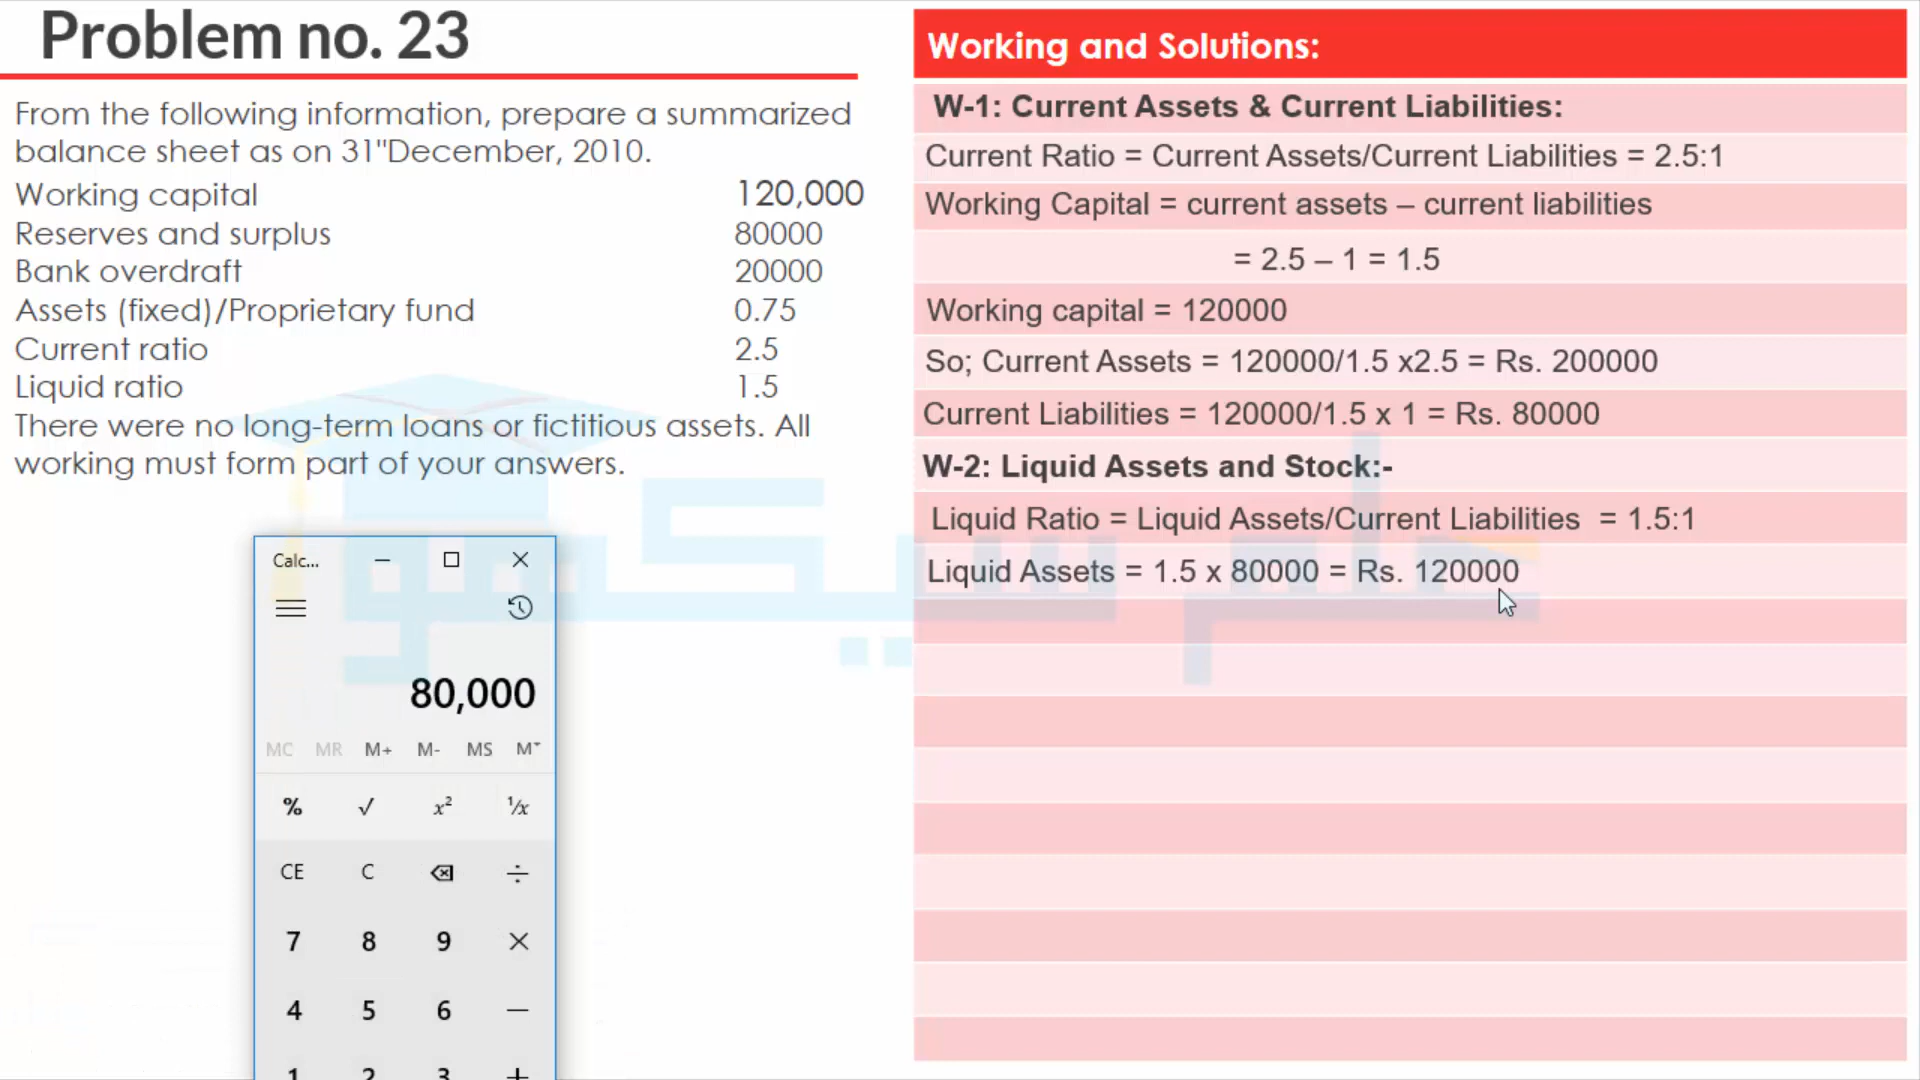 Problem no. 23
From the following information, prepare a summarized
balance sheet as on 31"December, 2010.
Working capital 120,000
Reserves and surplus 80000
Bank overdraft 20000
Assets (fixed)/Proprietary fund 0.75
Current ratio 2.5
Liquid ratio 1.5
There were no long-term loans or fictitious assets. All
working must form part of your answers.
Calc...
80,000
MC MR M+ M- MS M˅
% √ x² ¹/x
CE C ÷
7 8 9 ×
4 5 6 −
1 2 3 +
Working and Solutions:
W-1: Current Assets & Current Liabilities:
Current Ratio = Current Assets/Current Liabilities = 2.5:1
Working Capital = current assets – current liabilities
= 2.5 – 1 = 1.5
Working capital = 120000
So; Current Assets = 120000/1.5 x2.5 = Rs. 200000
Current Liabilities = 120000/1.5 x 1 = Rs. 80000
W-2: Liquid Assets and Stock:-
Liquid Ratio = Liquid Assets/Current Liabilities = 1.5:1
Liquid Assets = 1.5 x 80000 = Rs. 120000